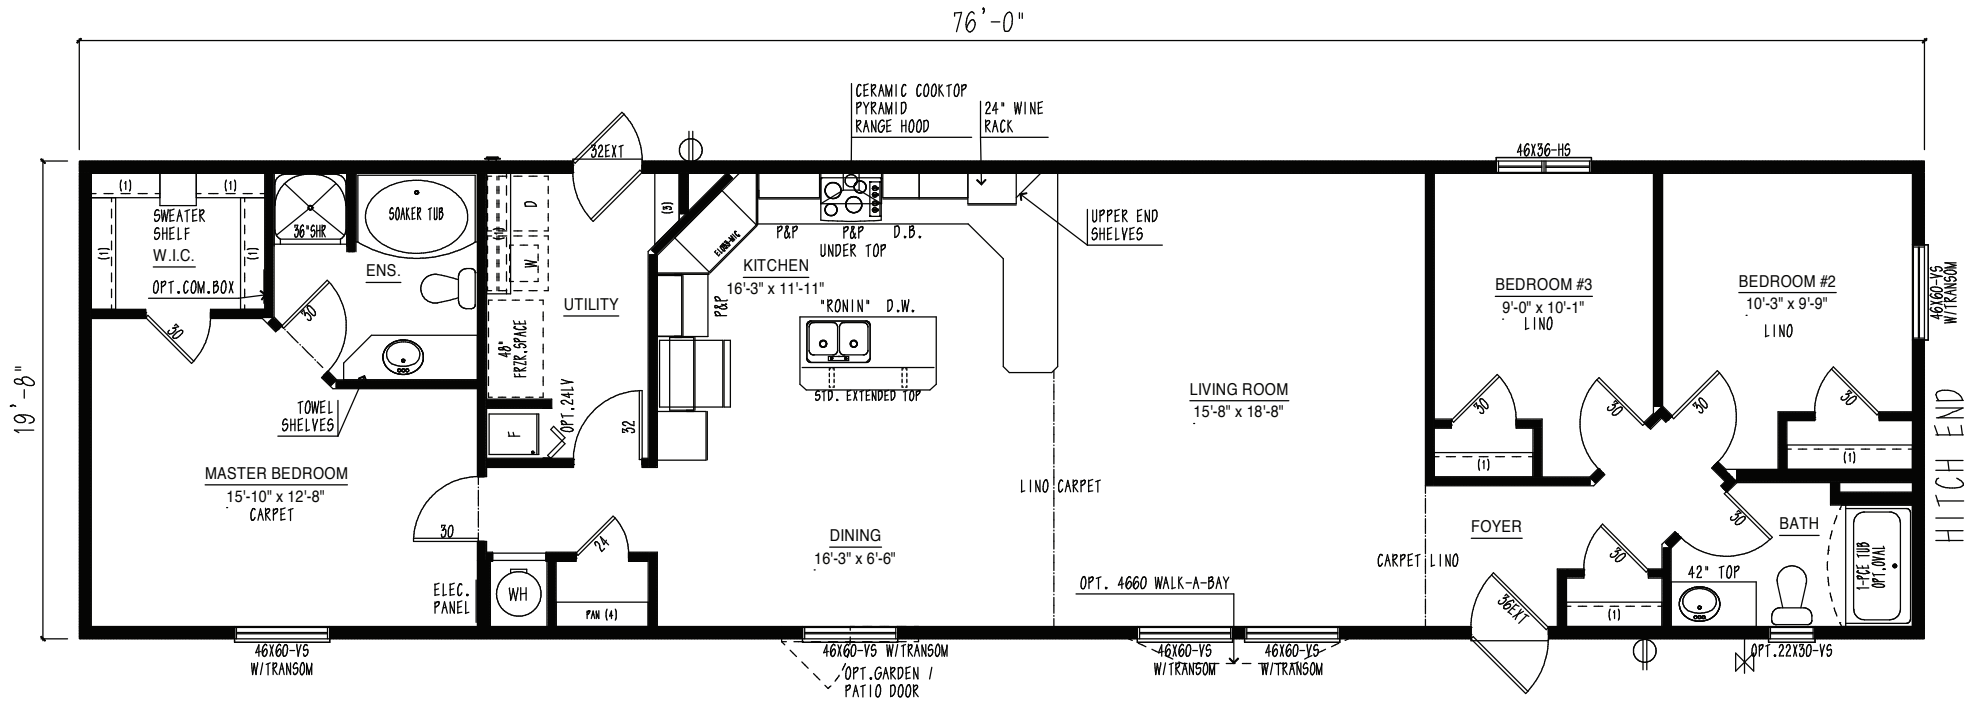 76'-0"
CERAMIC COOKTOP
PYRAMID
RANGE HOOD
24" WINE
RACK
32EXT
46X36-HS
(1)
(1)
SWEATER
SHELF
W.I.C.
(1)
(1)
OPT.COM.BOX
30
36"SHR
SOAKER TUB
ENS.
30
TOWEL
SHELVES
D
W
(1)
UTILITY
48"
FRZR.SPACE
OPT.24LV
F
32
(3)
P&P
P&P
D.B.
UNDER TOP
UPPER END
SHELVES
KITCHEN
16'-3" x 11'-11"
P&P
"RONIN" D.W.
STD. EXTENDED TOP
LIVING ROOM
15'-8" x 18'-8"
BEDROOM #3
9'-0" x 10'-1"
LINO
BEDROOM #2
10'-3" x 9'-9"
LINO
46X60-VS
W/TRANSOM
30
30
30
30
(1)
(1)
19'-8"
HITCH END
MASTER BEDROOM
15'-10" x 12'-8"
CARPET
30
LINO CARPET
DINING
16'-3" x 6'-6"
24
FOYER
CARPET LINO
30
30
BATH
1-PCE TUB
OPT.OVAL
42" TOP
OPT. 4660 WALK-A-BAY
ELEC.
PANEL
WH
PAN (4)
36EXT
(1)
46X60-VS
W/TRANSOM
46X60-VS W/TRANSOM
OPT.GARDEN /
PATIO DOOR
46X60-VS
W/TRANSOM
46X60-VS
W/TRANSOM
OPT.22X30-VS